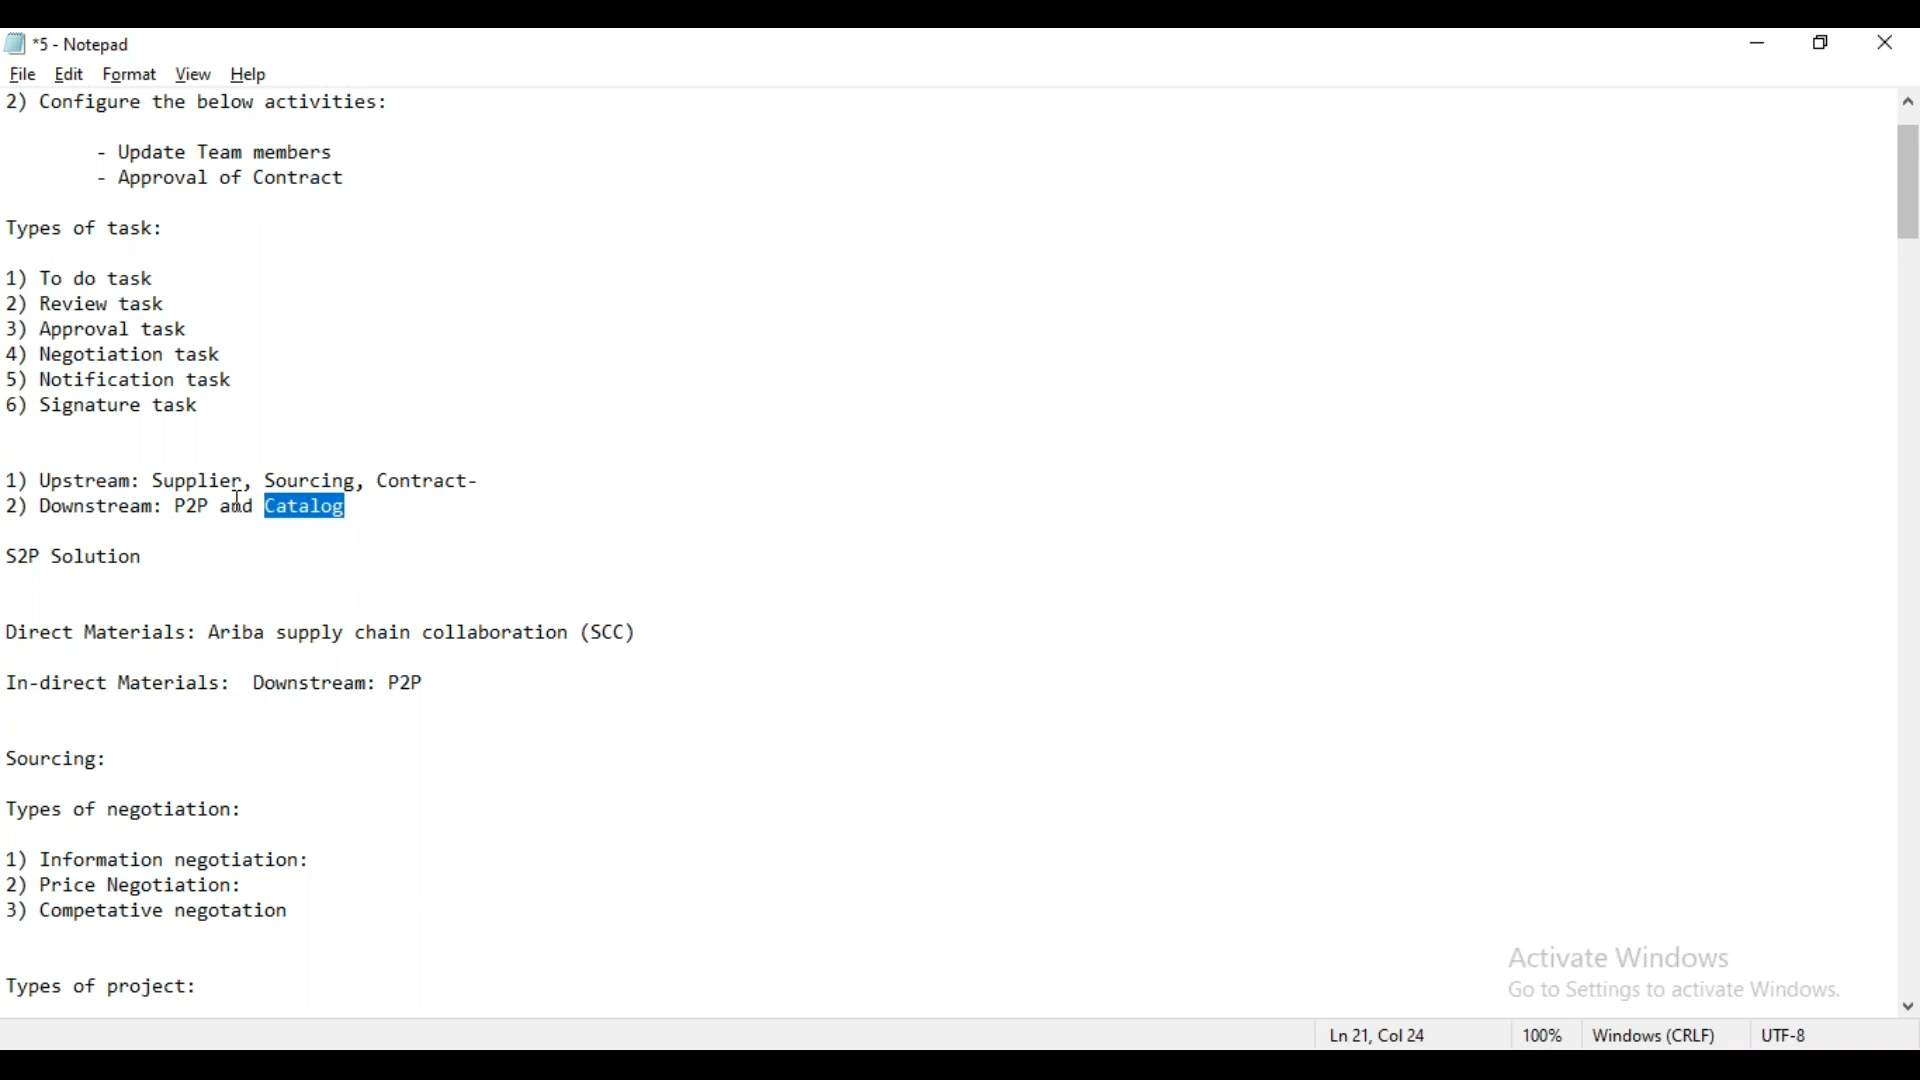 *5 - Notepad
File Edit Format View Help
2) Configure the below activities:
- Update Team members
- Approval of Contract
Types of task:
1) To do task
2) Review task
3) Approval task
4) Negotiation task
5) Notification task
6) Signature task
1) Upstream: Supplier, Sourcing, Contract-
2) Downstream: P2P and Catalog
S2P Solution
Direct Materials: Ariba supply chain collaboration (SCC)
In-direct Materials:  Downstream: P2P
Sourcing:
Types of negotiation:
1) Information negotiation:
2) Price Negotiation:
3) Competative negotation
Types of project:
Activate Windows
Go to Settings to activate Windows.
Ln 21, Col 24 100% Windows (CRLF) UTF-8